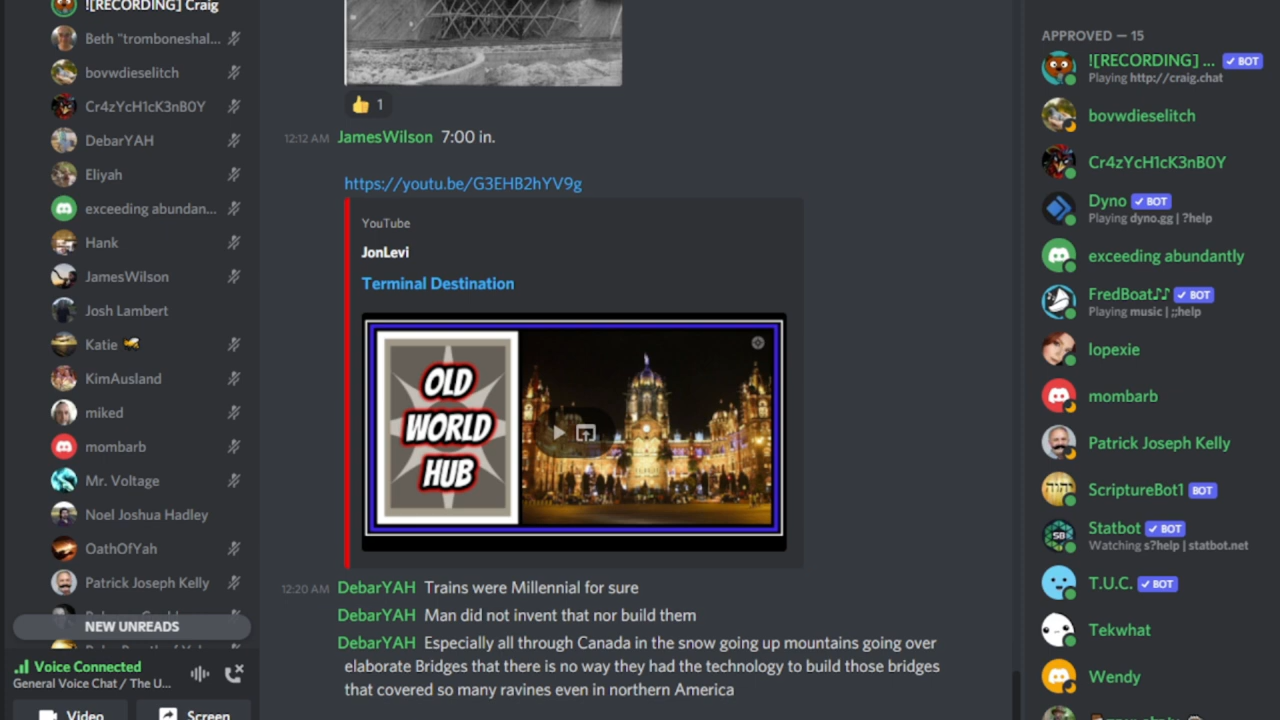 ![RECORDING] Craig
Beth "tromboneshal...
bovwdieselitch
Cr4zYcH1cK3nB0Y
DebarYAH
Eliyah
exceeding abundan...
Hank
JamesWilson
Josh Lambert
Katie
KimAusland
miked
mombarb
Mr. Voltage
Noel Joshua Hadley
OathOfYah
Patrick Joseph Kelly
NEW UNREADS
Voice Connected
General Voice Chat / The U...
Video
Screen
👍 1
12:12 AM JamesWilson 7:00 in.
https://youtu.be/G3EHB2hYV9g
YouTube
JonLevi
Terminal Destination
OLD
WORLD
HUB
12:20 AM DebarYAH Trains were Millennial for sure
DebarYAH Man did not invent that nor build them
DebarYAH Especially all through Canada in the snow going up mountains going over
elaborate Bridges that there is no way they had the technology to build those bridges
that covered so many ravines even in northern America
APPROVED — 15
![RECORDING] ... ✓ BOT
Playing http://craig.chat
bovwdieselitch
Cr4zYcH1cK3nB0Y
Dyno ✓ BOT
Playing dyno.gg | ?help
exceeding abundantly
FredBoat♪♪ ✓ BOT
Playing music | ;;help
lopexie
mombarb
Patrick Joseph Kelly
ScriptureBot1 BOT
יהוה
Statbot ✓ BOT
SB
Watching s?help | statbot.net
T.U.C. ✓ BOT
Tekwhat
Wendy